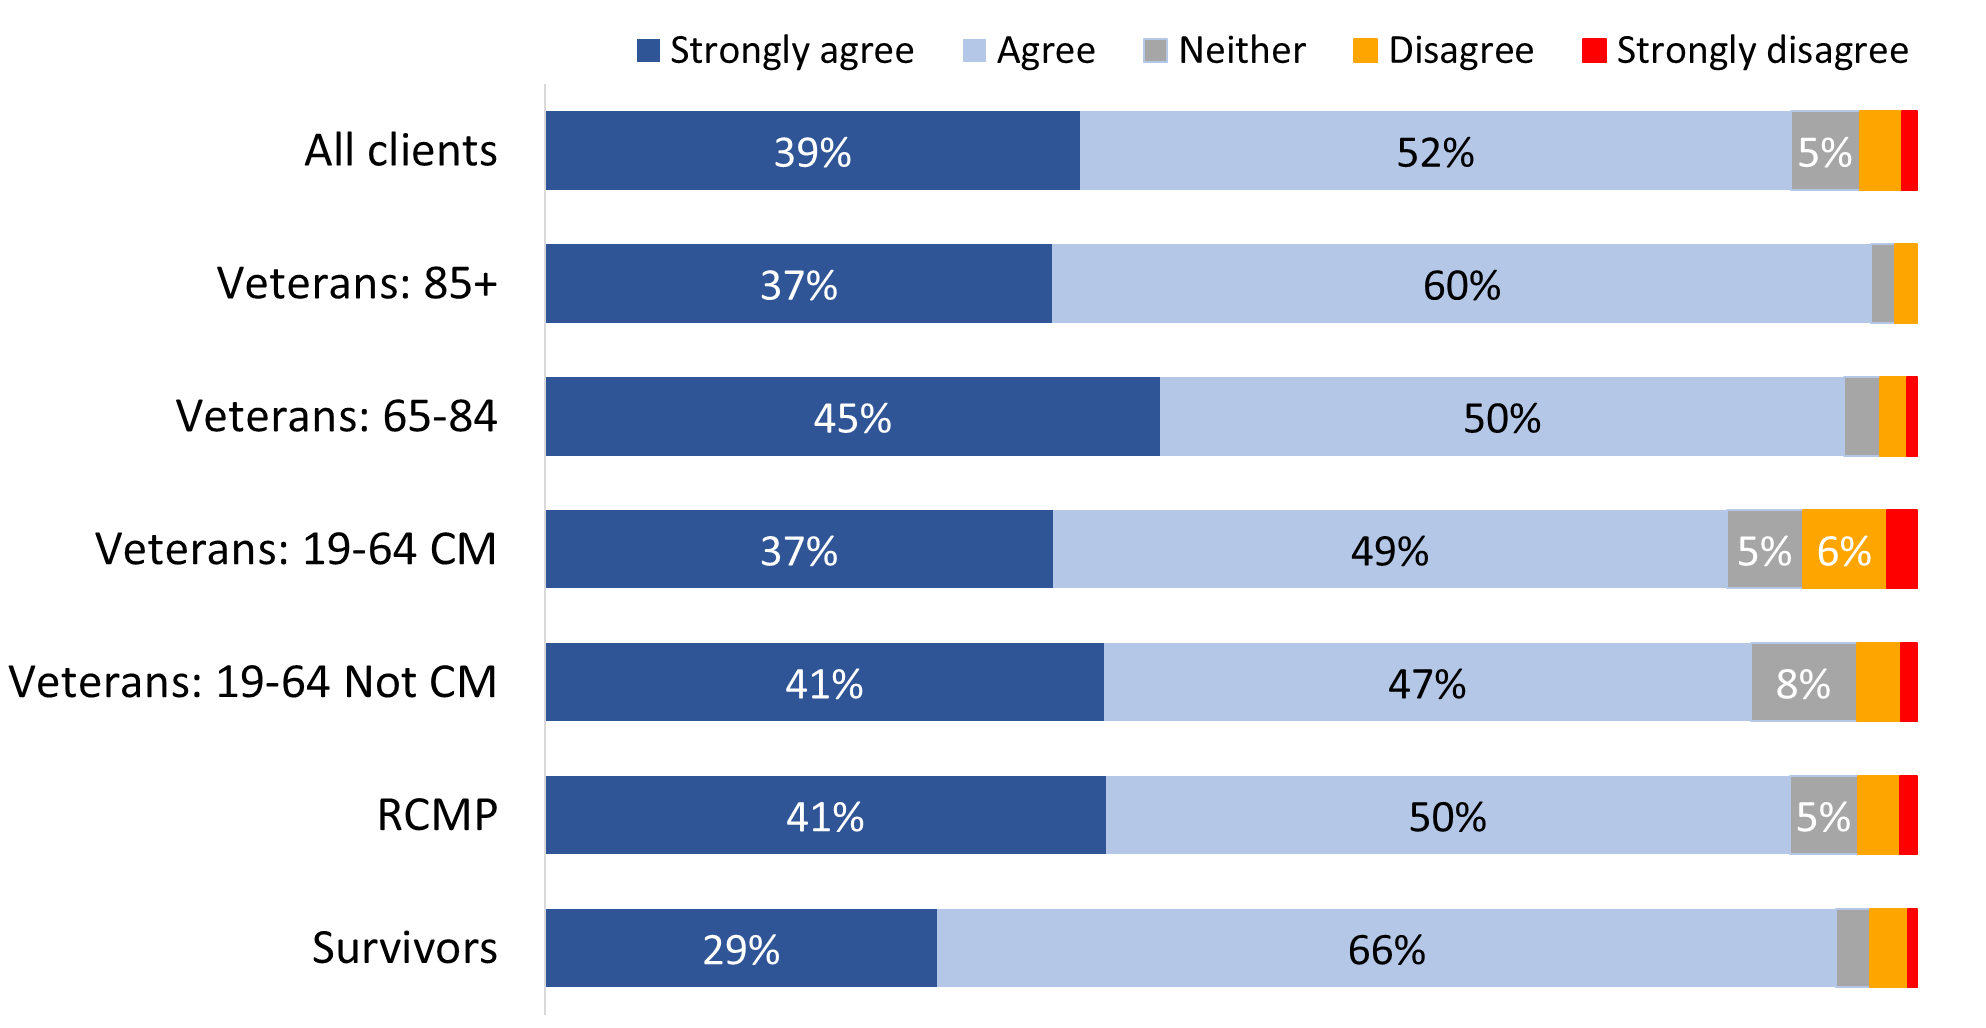 Strongly agree Agree Neither Disagree Strongly disagree
All clients 39% 52% 5%
Veterans: 85+ 37% 60%
Veterans: 65-84 45% 50%
Veterans: 19-64 CM 37% 49% 5% 6%
Veterans: 19-64 Not CM 41% 47% 8%
RCMP 41% 50% 5%
Survivors 29% 66%